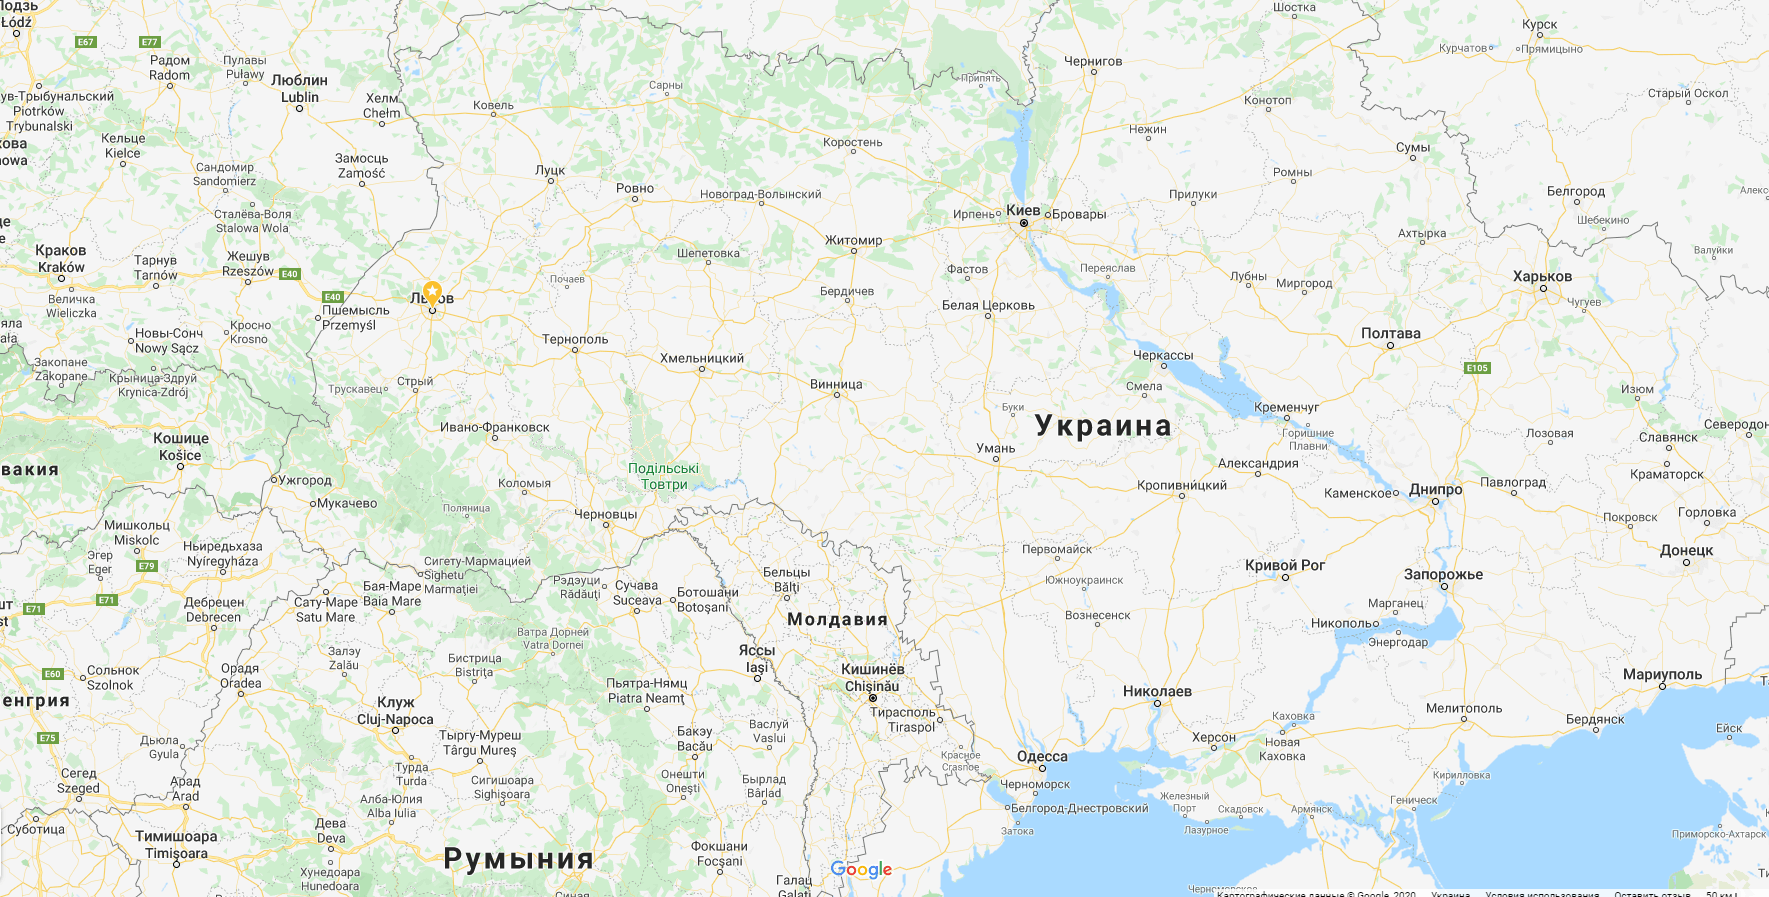 Лодзь
Łódź
E67
E77
Радом
Radom
Пулавы
Puławy
Люблин
Lublin
Хелм
Chełm
ув-Трыбунальский
Piotrków
Trybunalski
Кельце
Kielce
Сандомир
Sandomierz
Замосць
Zamość
Сталёва-Воля
Stalowa Wola
Краков
Kraków
Тарнув
Tarnów
Жешув
Rzeszów
E40
E40
Величка
Wieliczka
Пшемысль
Przemyśl
Новы-Сонч
Nowy Sącz
Кросно
Krosno
Закопане
Zakopane
Крыница-Здруй
Krynica-Zdrój
Кошице
Košice
вакия
Ковель
Сарны
Луцк
Ровно
Новоград-Волынский
Коростень
Припять
Чернигов
Шостка
Курск
Курчатов
Прямицыно
Конотоп
Старый Оскол
Нежин
Сумы
Ромны
Прилуки
Белгород
Шебекино
Валуйки
Ирпень
Киев
Бровары
Житомир
Шепетовка
Фастов
Переяслав
Лубны
Миргород
Ахтырка
Харьков
Чугуев
Почаев
Бердичев
Белая Церковь
Львов
Тернополь
Хмельницкий
Винница
Черкассы
Смела
Полтава
E105
Изюм
Трускавец
Стрый
Ивано-Франковск
Буки
Украина
Кременчуг
Горишние
Плавни
Лозовая
Славянск
Северодон
Краматорск
Умань
Александрия
Подільські
Товтри
Ужгород
Мукачево
Коломыя
Поляница
Черновцы
Кропивницкий
Каменское
Днипро
Павлоград
Покровск
Горловка
Донецк
Мишкольц
Miskolc
Эгер
Eger
Ньиредьхаза
Nyíregyháza
E79
E71
E71
Сигету-Мармацией
Sighetu
Marmației
Дебрецен
Debrecen
Сату-Маре
Satu Mare
Бая-Маре
Baia Mare
Рэдэуци
Rădăuți
Сучава
Suceava
Ботошани
Botoșani
Бельцы
Bălți
Молдавия
Первомайск
Южноукраинск
Вознесенск
Кривой Рог
Запорожье
Марганец
Никополь
Энергодар
E60
Сольнок
Szolnok
Орадя
Oradea
Залэу
Zalău
Бистрица
Bistrița
Ватра Дорней
Vatra Dornei
Яссы
Iași
Кишинёв
Chișinău
Тирасполь
Tiraspol
енгрия
Клуж
Cluj-Napoca
Пьятра-Нямц
Piatra Neamț
Николаев
Мелитополь
Мариуполь
Бердянск
Ейск
Каховка
Новая
Каховка
Херсон
E75
Дьюла
Gyula
Тыргу-Муреш
Târgu Mureș
Бакэу
Bacău
Васлуй
Vaslui
Красное
Crasnoe
Одесса
Черноморск
Белгород-Днестровский
Затока
Сегед
Szeged
Арад
Arad
Турда
Turda
Сигишоара
Sighișoara
Онешти
Onești
Бырлад
Bârlad
Железный
Порт
Лазурное
Скадовск
Армянск
Геническ
Кирилловка
Приморско-Ахтарск
Суботица
Тимишоара
Timișoara
Дева
Deva
Алба-Юлия
Alba Iulia
Хунедоара
Hunedoara
Румыния
Фокшани
Focșani
Галац
Galați
Google
Черноморское
Картографические данные © Google, 2020
Украина
Условия использования
Оставить отзыв
50 км